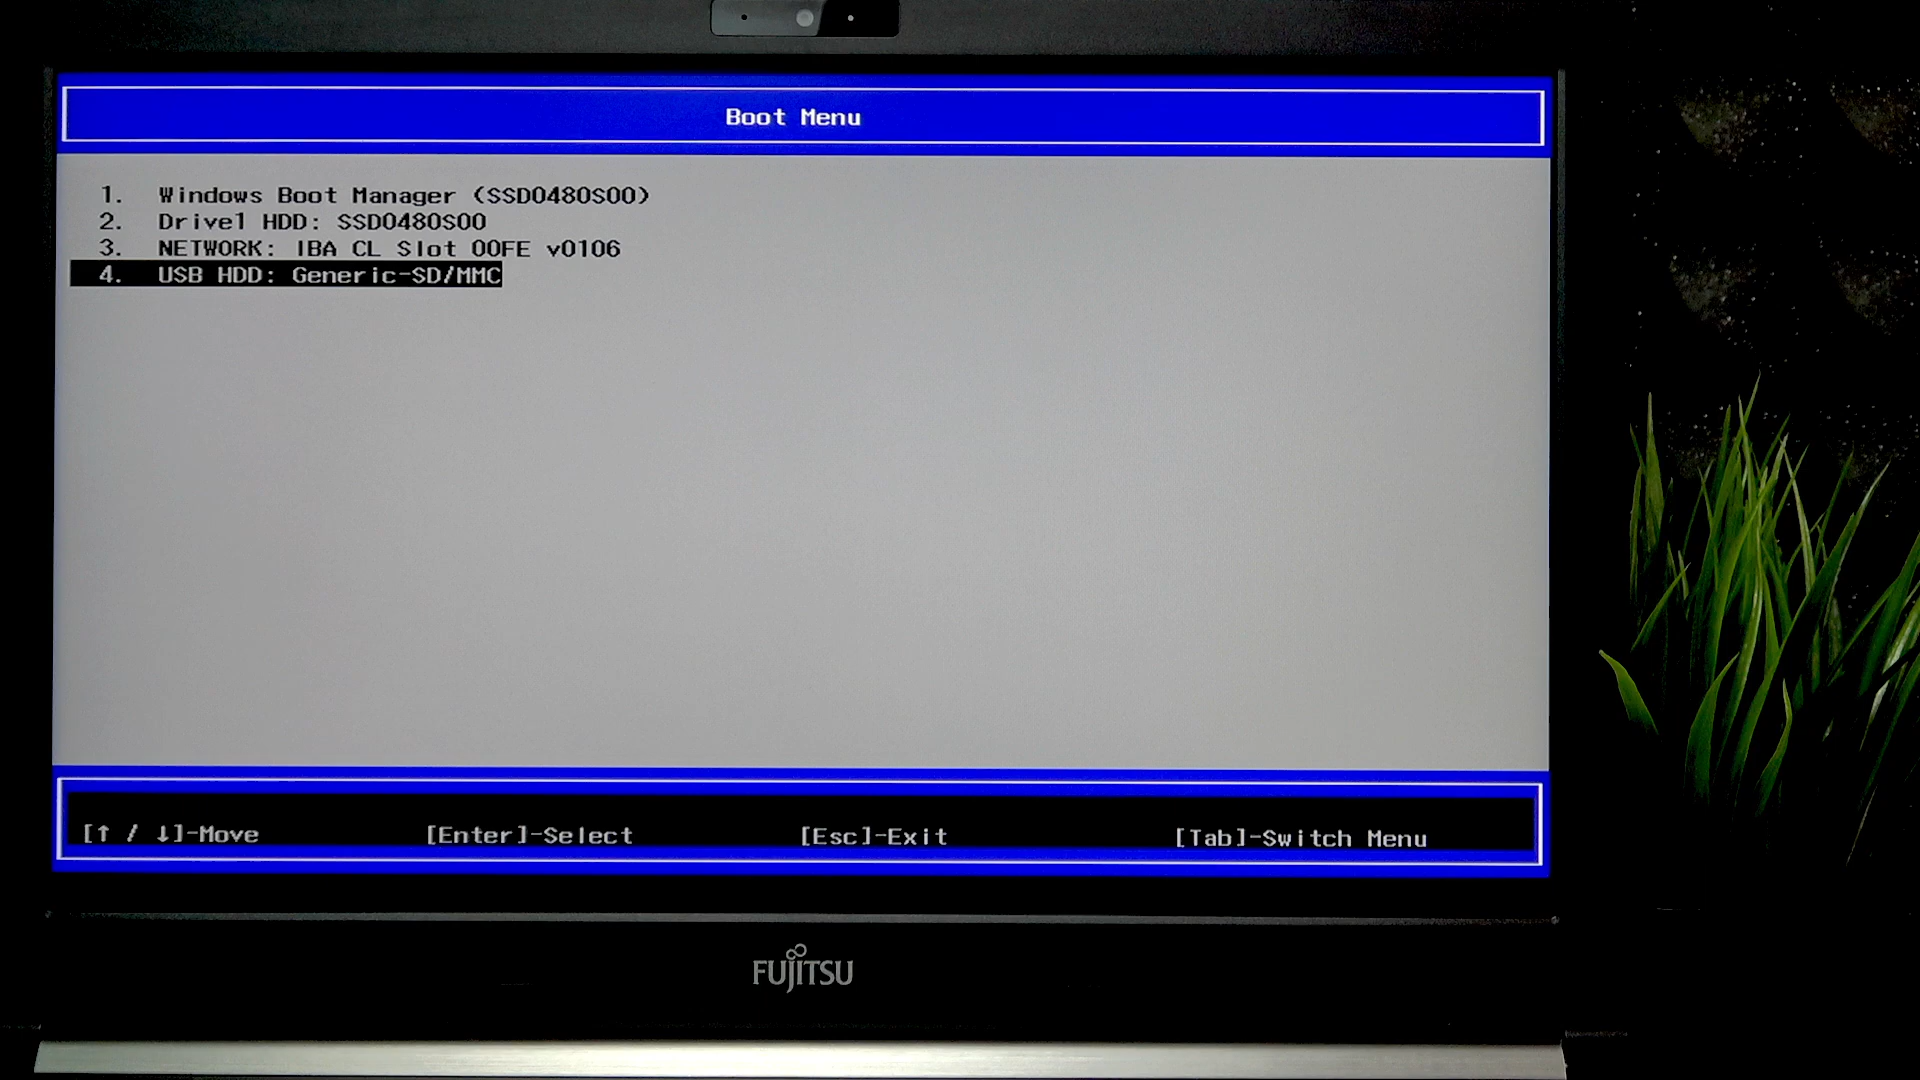 Boot Menu
1. Windows Boot Manager (SSD0480S00)
2. Drive1 HDD: SSD0480S00
3. NETWORK: IBA CL Slot 00FE v0106
4. USB HDD: Generic-SD/MMC
[↑ / ↓]-Move [Enter]-Select [Esc]-Exit [Tab]-Switch Menu
FUJITSU